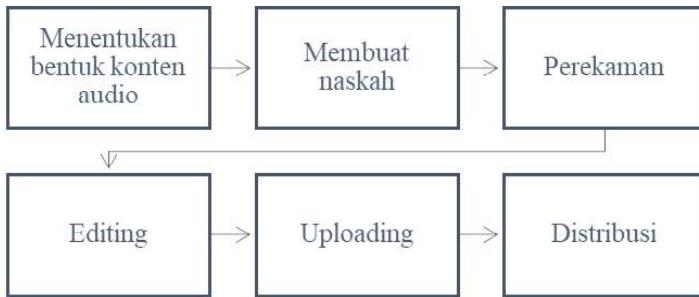 Menentukan
bentuk konten
audio
Membuat
naskah
Perekaman
Editing
Uploading
Distribusi